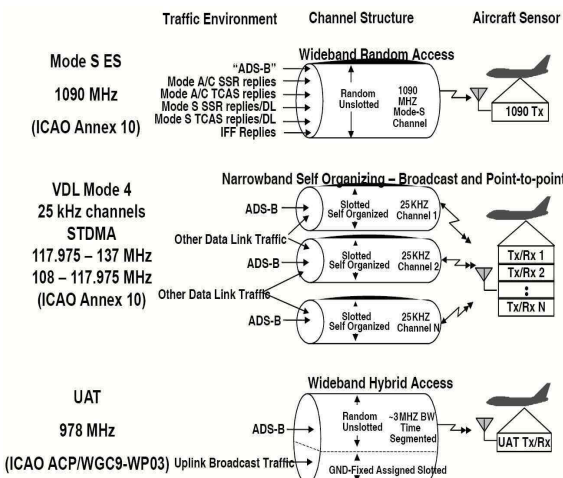 Traffic Environment Channel Structure Aircraft Sensor
Mode S ES
1090 MHz
(ICAO Annex 10)
Wideband Random Access
"ADS-B"
Mode A/C SSR replies
Mode A/C TCAS replies
Mode S SSR replies/DL
Mode S TCAS replies/DL
IFF Replies
Random
Unslotted
1090
MHZ
Mode-S
Channel
1090 Tx
VDL Mode 4
25 kHz channels
STDMA
117.975 – 137 MHz
108 – 117.975 MHz
(ICAO Annex 10)
Narrowband Self Organizing – Broadcast and Point-to-point
ADS-B
Slotted
Self Organized
25KHZ
Channel 1
Other Data Link Traffic
ADS-B
Slotted
Self Organized
25KHZ
Channel 2
Other Data Link Traffic
ADS-B
Slotted
Self Organized
25KHZ
Channel N
Tx/Rx 1
Tx/Rx 2
:
Tx/Rx N
UAT
978 MHz
(ICAO ACP/WGC9-WP03)
Wideband Hybrid Access
ADS-B
Uplink Broadcast Traffic
Random
Unslotted
~3MHZ BW
Time
Segmented
GND-Fixed Assigned Slotted
UAT Tx/Rx